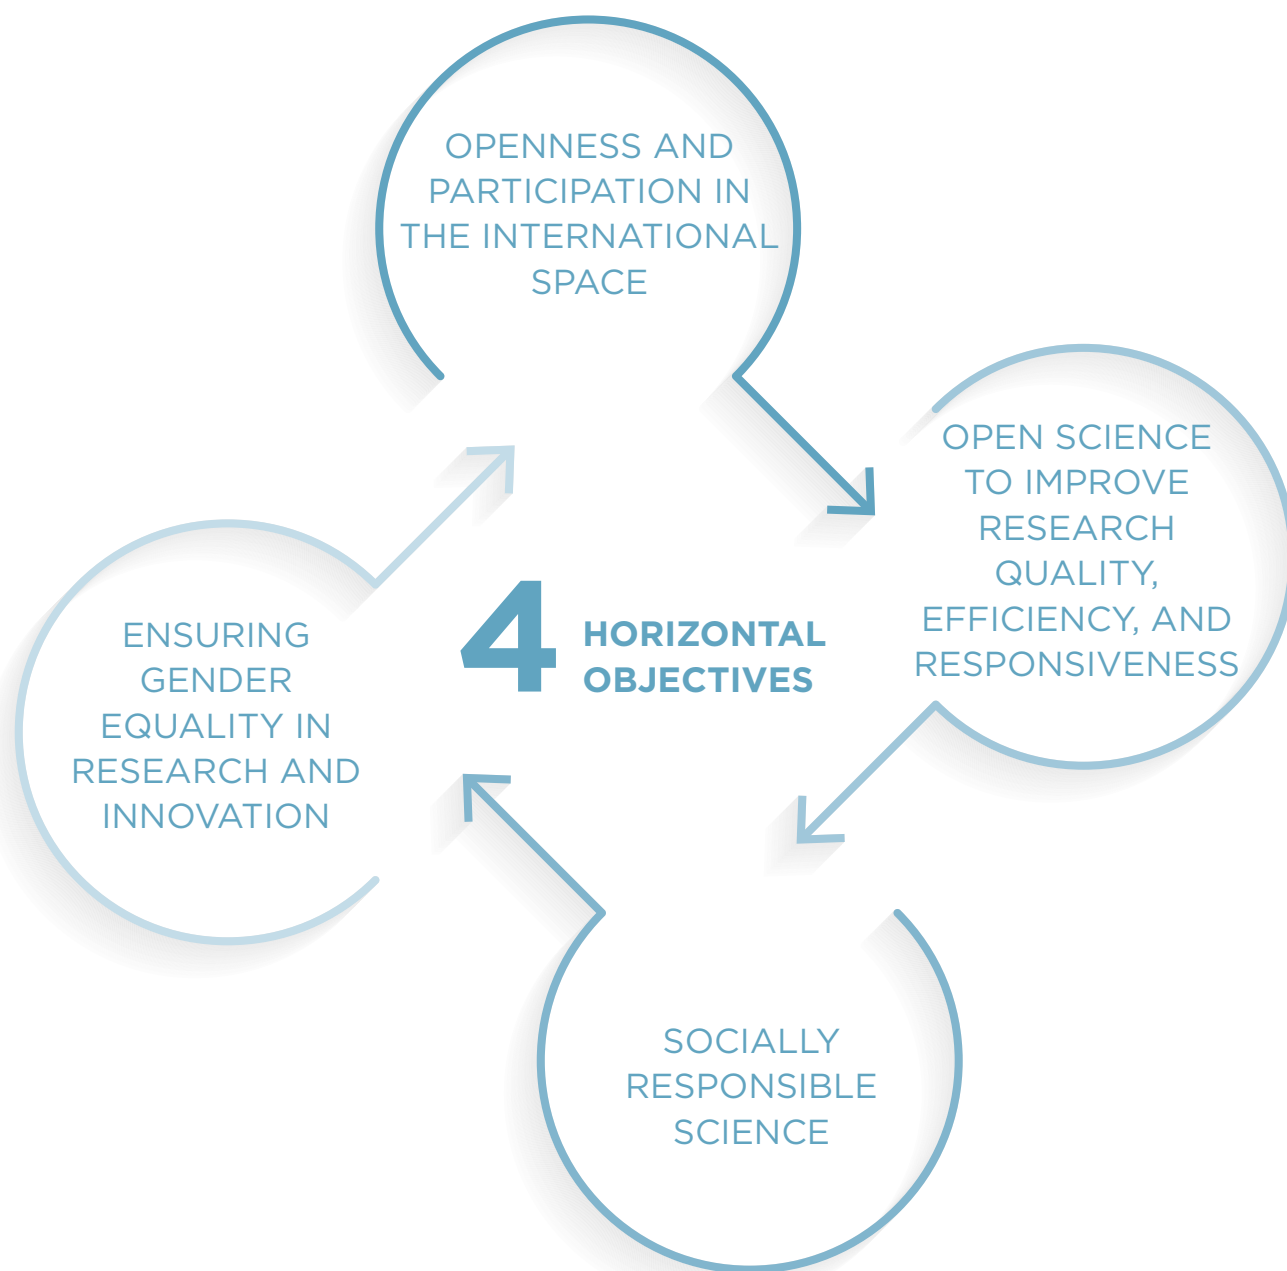 OPENNESS AND
PARTICIPATION IN
THE INTERNATIONAL
SPACE
OPEN SCIENCE
TO IMPROVE
RESEARCH
QUALITY,
EFFICIENCY, AND
RESPONSIVENESS
4 HORIZONTAL
OBJECTIVES
ENSURING
GENDER
EQUALITY IN
RESEARCH AND
INNOVATION
SOCIALLY
RESPONSIBLE
SCIENCE